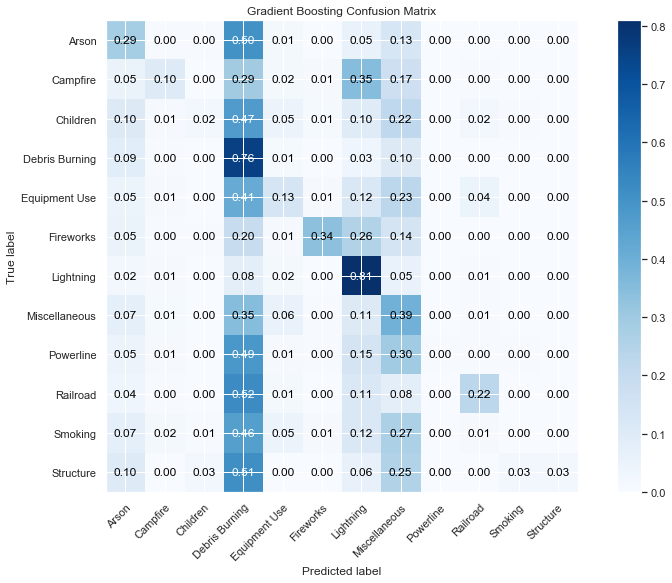 Gradient Boosting Confusion Matrix
Arson 0.29 0.00 0.00 0.50 0.01 0.00 0.05 0.13 0.00 0.00 0.00 0.00
Campfire 0.05 0.10 0.00 0.29 0.02 0.01 0.35 0.17 0.00 0.00 0.00 0.00
Children 0.10 0.01 0.02 0.47 0.05 0.01 0.10 0.22 0.00 0.02 0.00 0.00
Debris Burning 0.09 0.00 0.00 0.76 0.01 0.00 0.03 0.10 0.00 0.00 0.00 0.00
Equipment Use 0.05 0.01 0.00 0.41 0.13 0.01 0.12 0.23 0.00 0.04 0.00 0.00
Fireworks 0.05 0.00 0.00 0.20 0.01 0.34 0.26 0.14 0.00 0.00 0.00 0.00
Lightning 0.02 0.01 0.00 0.08 0.02 0.00 0.81 0.05 0.00 0.01 0.00 0.00
Miscellaneous 0.07 0.01 0.00 0.35 0.06 0.00 0.11 0.39 0.00 0.01 0.00 0.00
Powerline 0.05 0.01 0.00 0.49 0.01 0.00 0.15 0.30 0.00 0.00 0.00 0.00
Railroad 0.04 0.00 0.00 0.52 0.01 0.00 0.11 0.08 0.00 0.22 0.00 0.00
Smoking 0.07 0.02 0.01 0.46 0.05 0.01 0.12 0.27 0.00 0.01 0.00 0.00
Structure 0.10 0.00 0.03 0.51 0.00 0.00 0.06 0.25 0.00 0.00 0.03 0.03
True label
Arson Campfire Children Debris Burning Equipment Use Fireworks Lightning Miscellaneous Powerline Railroad Smoking Structure
Predicted label
0.8
0.7
0.6
0.5
0.4
0.3
0.2
0.1
0.0